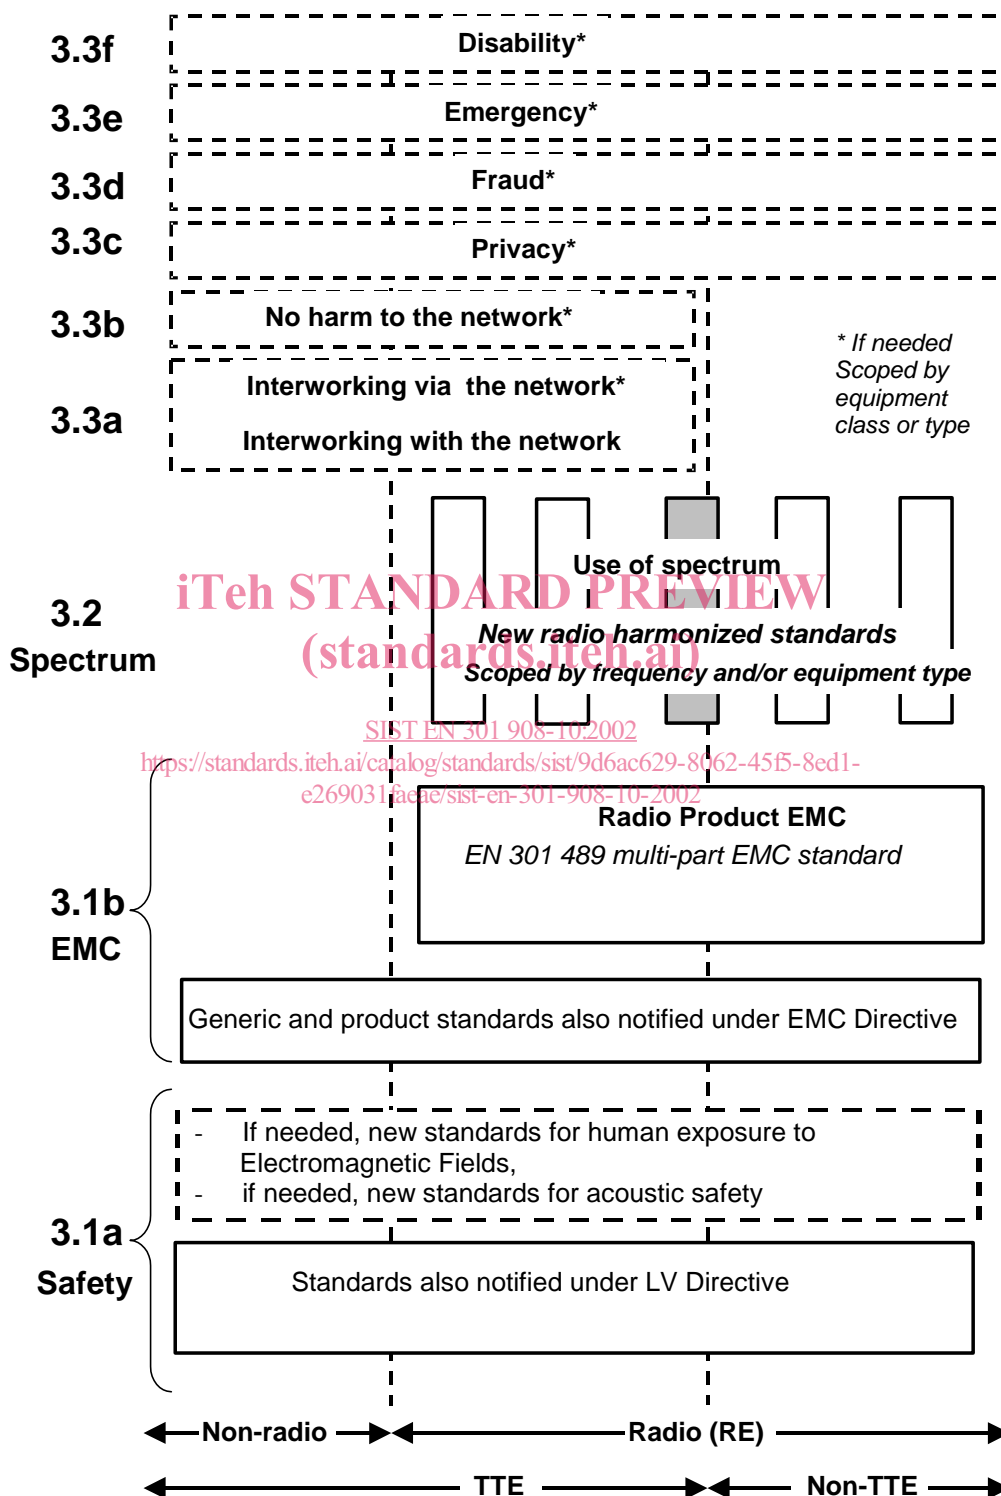 3.3f
Disability*
3.3e
Emergency*
3.3d
Fraud*
3.3c
Privacy*
3.3b
No harm to the network*
* If needed
Scoped by
equipment
class or type
3.3a
Interworking via the network*
Interworking with the network
Use of spectrum
iTeh STANDARD PREVIEW
3.2
Spectrum
New radio harmonized standards
(standards.iteh.ai)
Scoped by frequency and/or equipment type
SIST EN 301 908-10:2002
https://standards.iteh.ai/catalog/standards/sist/9d6ac629-8062-45f5-8ed1-
e269031faeae/sist-en-301-908-10-2002
Radio Product EMC
EN 301 489 multi-part EMC standard
3.1b
EMC
Generic and product standards also notified under EMC Directive
- If needed, new standards for human exposure to
Electromagnetic Fields,
- if needed, new standards for acoustic safety
3.1a
Safety
Standards also notified under LV Directive
Non-radio
Radio (RE)
TTE
Non-TTE